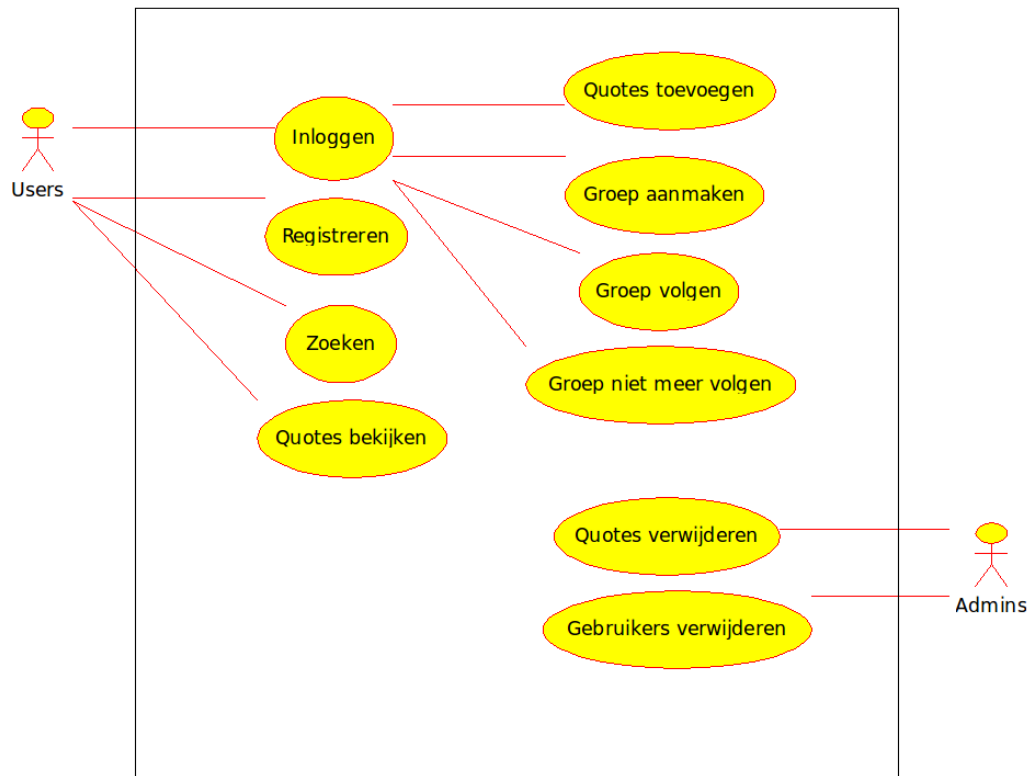 Quotes toevoegen
Inloggen
Users
Groep aanmaken
Registreren
Groep volgen
Zoeken
Groep niet meer volgen
Quotes bekijken
Quotes verwijderen
Admins
Gebruikers verwijderen